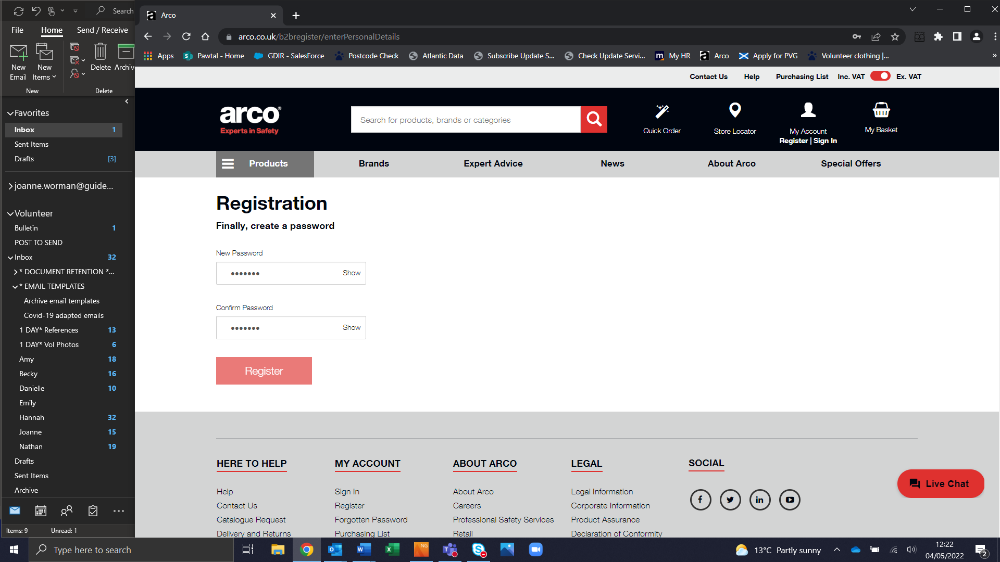 Search
File
Home
Send / Receive
New
Email
New
Items
Delete
Archiv
New
Delete
Favorites
Inbox 1
Sent Items
Drafts [3]
joanne.worman@guide...
Volunteer
Bulletin 1
POST TO SEND
Inbox 32
* DOCUMENT RETENTION *...
* EMAIL TEMPLATES
Archive email templates
Covid-19 adapted emails
1 DAY* References 13
1 DAY* Vol Photos 6
Amy 18
Becky 16
Danielle 10
Emily
Hannah 32
Joanne 15
Nathan 19
Drafts
Sent Items
Archive
Items: 9 Unread: 1
Arco
arco.co.uk/b2bregister/enterPersonalDetails
Apps
Pawtal - Home
GDIR - SalesForce
Postcode Check
Atlantic Data
Subscribe Update S...
Check Update Servi...
My HR
Arco
Apply for PVG
Volunteer clothing |...
»
Contact Us
Help
Purchasing List
Inc. VAT
Ex. VAT
arco®
Experts in Safety
Search for products, brands or categories
Quick Order
Store Locator
My Account
Register | Sign In
My Basket
Products
Brands
Expert Advice
News
About Arco
Special Offers
Registration
Finally, create a password
New Password
••••••• Show
Confirm Password
••••••• Show
Register
HERE TO HELP
Help
Contact Us
Catalogue Request
Delivery and Returns
MY ACCOUNT
Sign In
Register
Forgotten Password
Purchasing List
ABOUT ARCO
About Arco
Careers
Professional Safety Services
Retail
LEGAL
Legal Information
Corporate Information
Product Assurance
Declaration of Conformity
SOCIAL
Live Chat
Type here to search
NG
13°C Partly sunny
12:22
04/05/2022
2